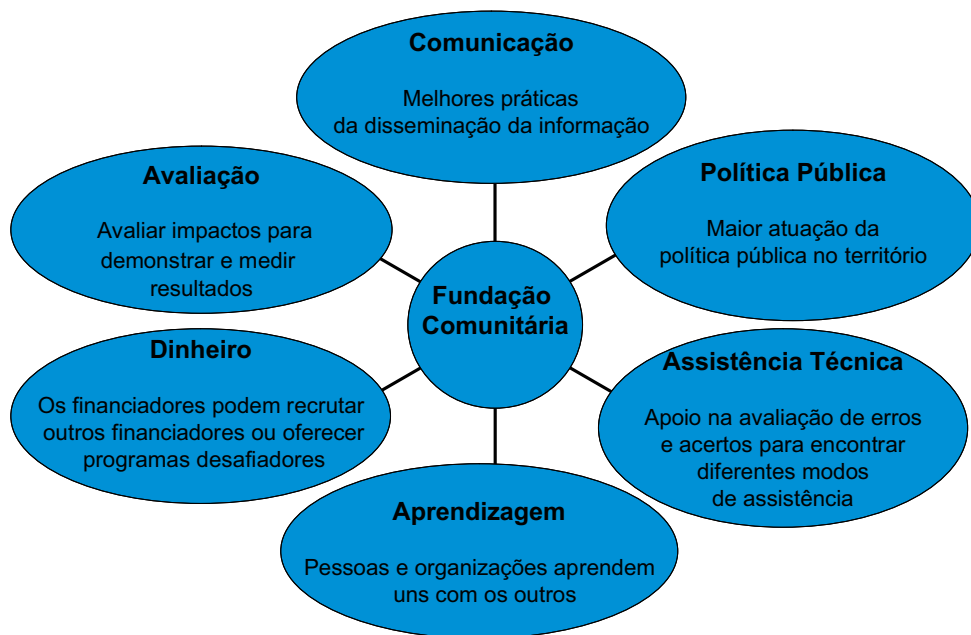 Comunicação
Melhores práticas
da disseminação da informação
Avaliação
Avaliar impactos para
demonstrar e medir
resultados
Política Pública
Maior atuação da
política pública no território
Fundação
Comunitária
Dinheiro
Os financiadores podem recrutar
outros financiadores ou oferecer
programas desafiadores
Assistência Técnica
Apoio na avaliação de erros
e acertos para encontrar
diferentes modos
de assistência
Aprendizagem
Pessoas e organizações aprendem
uns com os outros